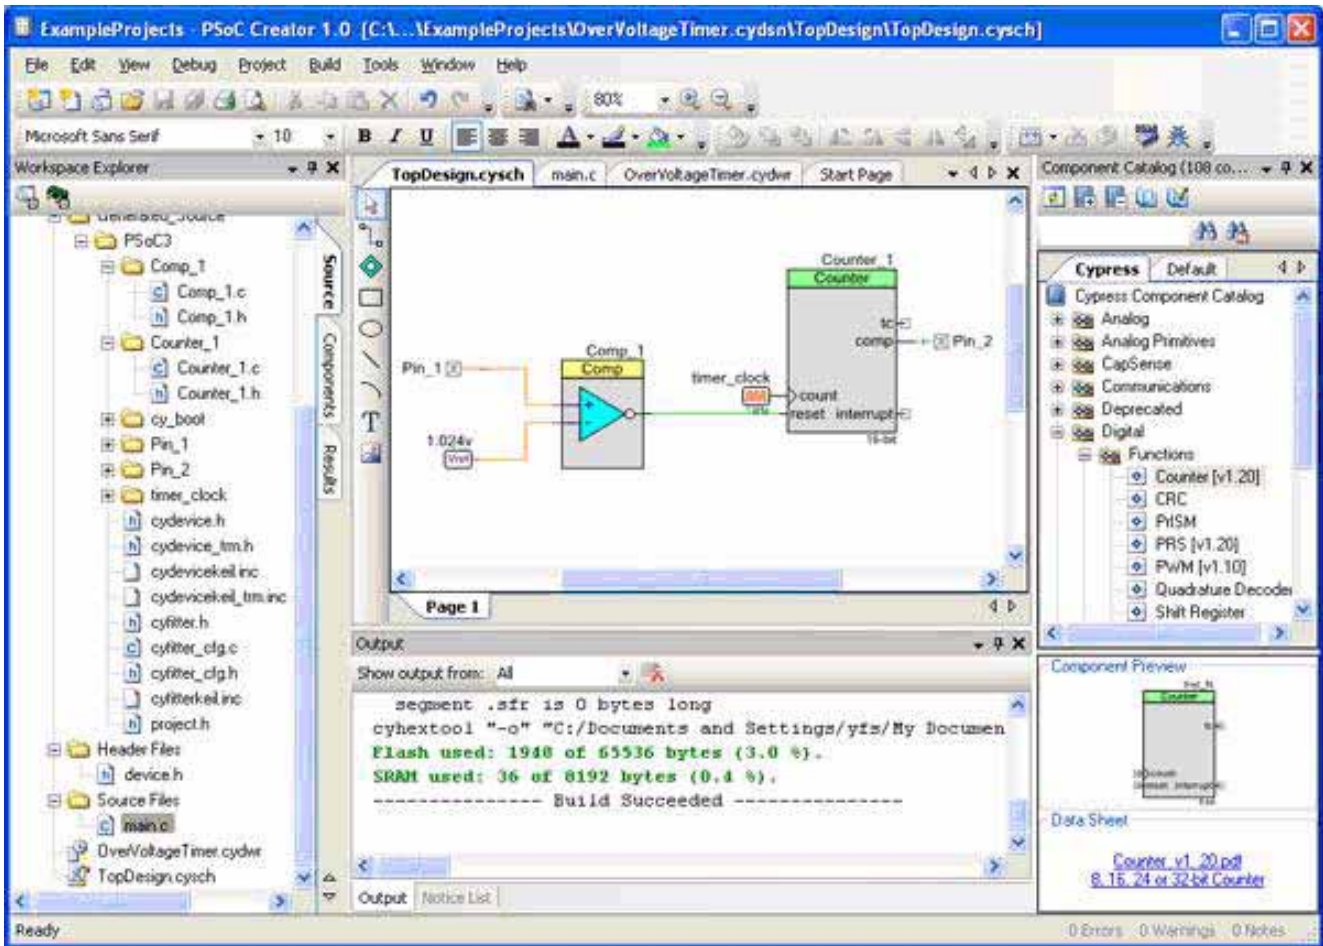 ExampleProjects - PSoC Creator 1.0 [C:\...\ExampleProjects\OverVoltageTimer.cydsn\TopDesign\TopDesign.cysch]
File Edit View Debug Project Build Tools Window Help
80%
Microsoft Sans Serif 10 B I U A
Workspace Explorer
Generated_Source
PSoC3
Comp_1
Comp_1.c
Comp_1.h
Counter_1
Counter_1.c
Counter_1.h
cy_boot
Pin_1
Pin_2
timer_clock
cydevice.h
cydevice_trm.h
cydevicekeil.inc
cydevicekeil_trm.inc
cyfitter.h
cyfitter_cfg.c
cyfitter_cfg.h
cyfitterkeil.inc
project.h
Header Files
device.h
Source Files
main.c
OverVoltageTimer.cydwr
TopDesign.cysch
Source
Components
Results
TopDesign.cysch main.c OverVoltageTimer.cydwr Start Page
T
Counter_1
Counter
tc
comp
Pin_2
timer_clock
count
reset interrupt
16-bit
Comp_1
Comp
Pin_1
1.024v
Vref
Page 1
Output
Show output from: All
segment .sfr is 0 bytes long
cyhextool "-o" "C:/Documents and Settings/yfs/My Documen
Flash used: 1940 of 65536 bytes (3.0 %).
SRAM used: 36 of 8192 bytes (0.4 %).
--------------- Build Succeeded ---------------
Output Notice List
Component Catalog (108 co...
Cypress Default
Cypress Component Catalog
Analog
Analog Primitives
CapSense
Communications
Deprecated
Digital
Functions
Counter [v1.20]
CRC
PrISM
PRS [v1.20]
PWM [v1.10]
Quadrature Decoder
Shift Register
Component Preview
Counter
Data Sheet
Counter_v1_20.pdf
8, 16, 24 or 32-bit Counter
Ready
0 Errors 0 Warnings 0 Notes